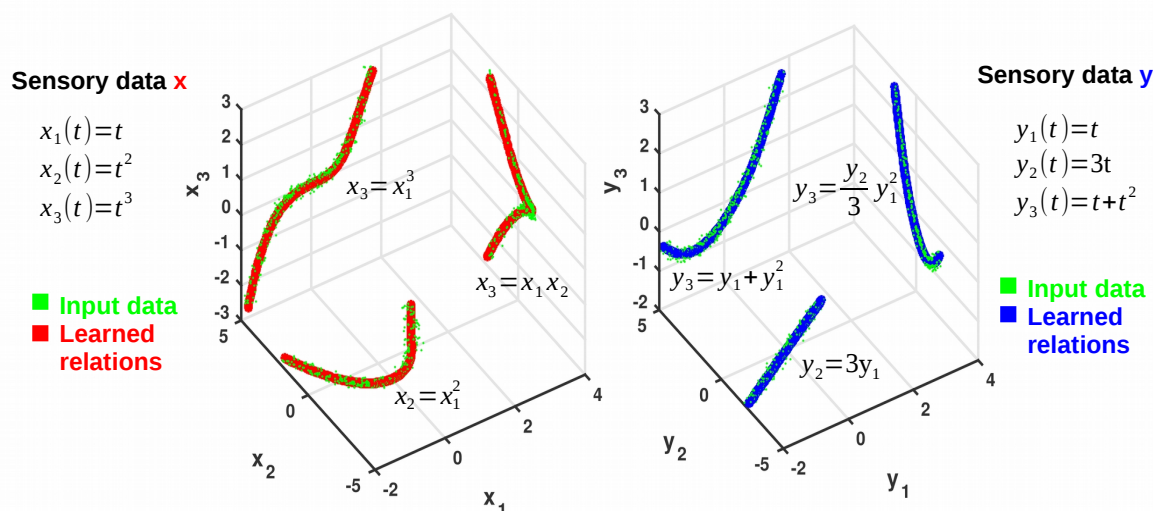 Sensory data x
x₁(t)=t
x₂(t)=t²
x₃(t)=t³
Input data
Learned
relations
3
2
1
0
-1
-2
-3
x₃
5
0
-5
x₂
-2
0
2
4
x₁
x₃=x₁³
x₃=x₁x₂
x₂=x₁²
3
2
1
0
-1
-2
y₃
5
0
-5
y₂
-2
0
2
4
y₁
y₃=y₂/3 y₁²
y₃=y₁+y₁²
y₂=3y₁
Sensory data y
y₁(t)=t
y₂(t)=3t
y₃(t)=t+t²
Input data
Learned
relations